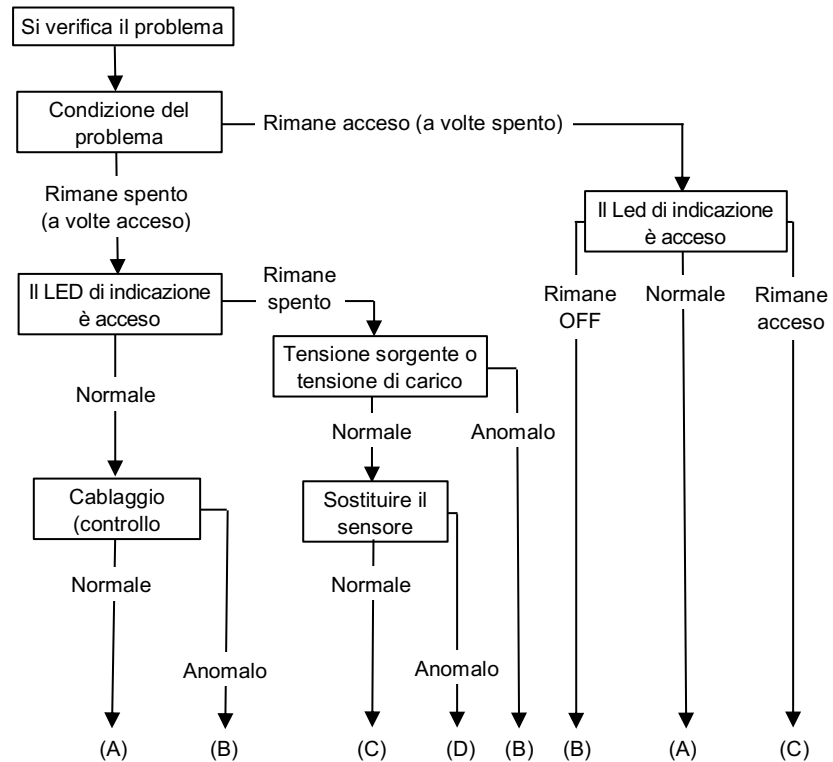 Si verifica il problema
Condizione del
problema
Rimane acceso (a volte spento)
Rimane spento
(a volte acceso)
Il Led di indicazione
è acceso
Il LED di indicazione
è acceso
Rimane
spento
Rimane
OFF
Normale
Rimane
acceso
Tensione sorgente o
tensione di carico
Normale
Normale
Anomalo
Cablaggio
(controllo
Sostituire il
sensore
Normale
Normale
Anomalo
Anomalo
(A)
(B)
(C)
(D)
(B)
(B)
(A)
(C)